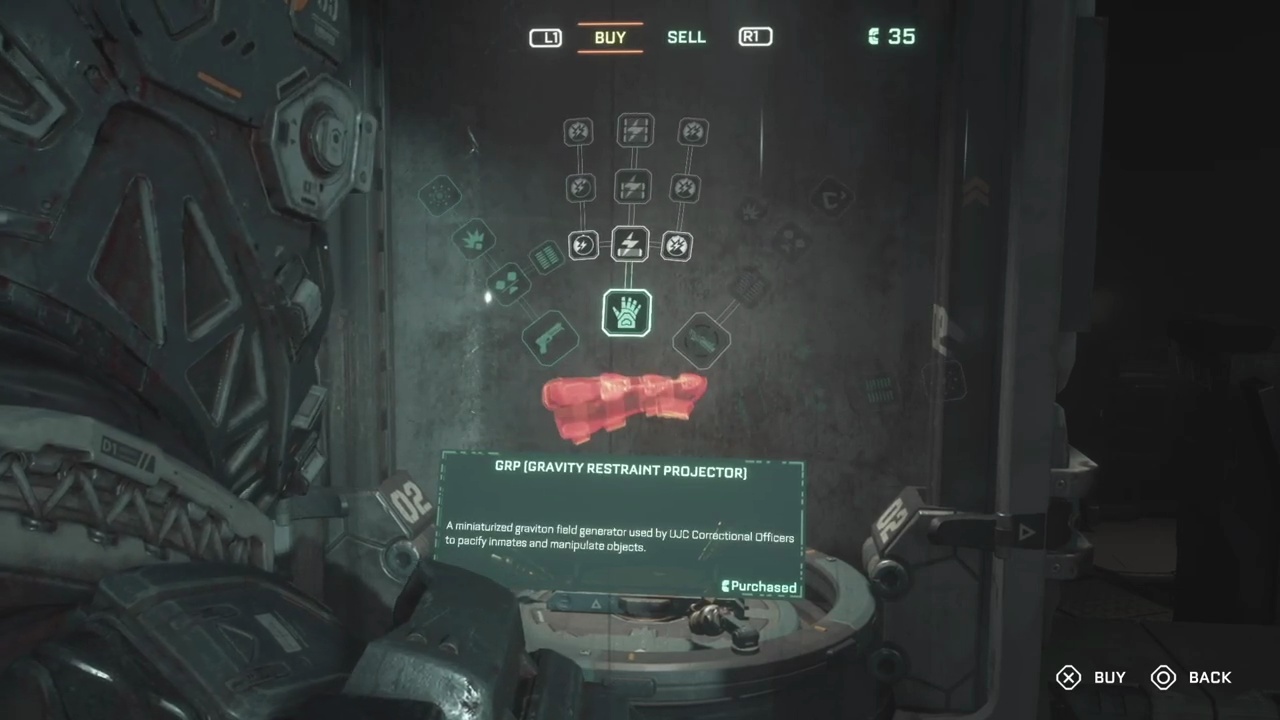 L1
BUY
SELL
R1
35
GRP (GRAVITY RESTRAINT PROJECTOR)
A miniaturized graviton field generator used by UJC Correctional Officers
to pacify inmates and manipulate objects.
Purchased
D1
02
02
BUY
BACK